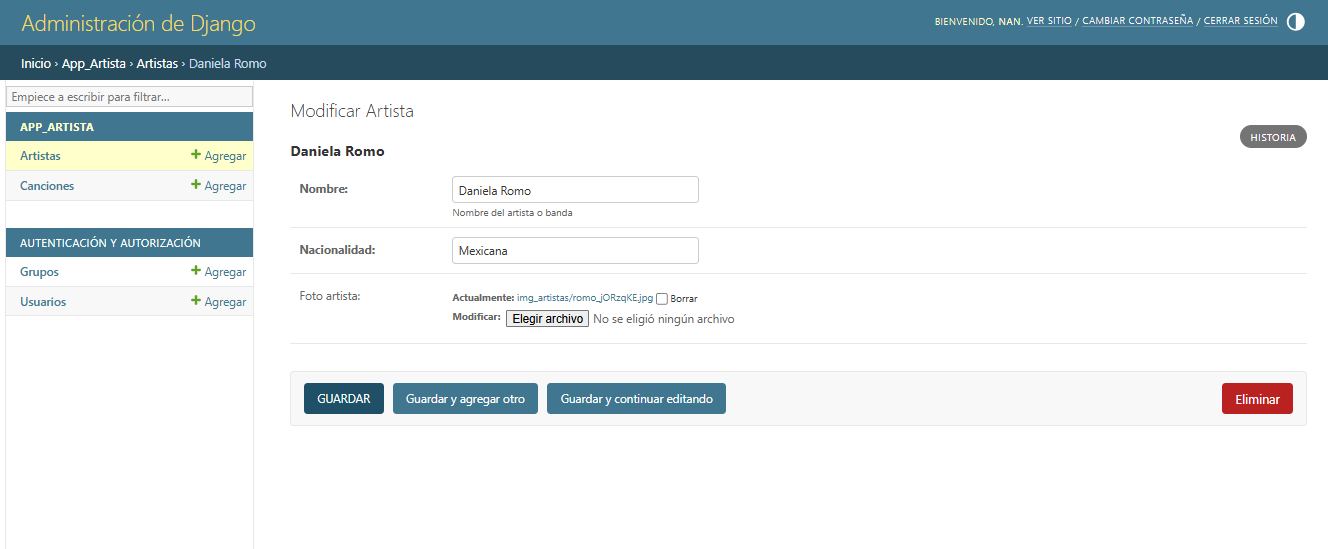 Administración de Django
BIENVENIDO, NAN. VER SITIO / CAMBIAR CONTRASEÑA / CERRAR SESIÓN
Inicio › App_Artista › Artistas › Daniela Romo
Empiece a escribir para filtrar...
APP_ARTISTA
Artistas + Agregar
Canciones + Agregar
AUTENTICACIÓN Y AUTORIZACIÓN
Grupos + Agregar
Usuarios + Agregar
Modificar Artista
HISTORIA
Daniela Romo
Nombre: Daniela Romo
Nombre del artista o banda
Nacionalidad: Mexicana
Foto artista: Actualmente: img_artistas/romo_jORzqKE.jpg Borrar
Modificar: Elegir archivo No se eligió ningún archivo
GUARDAR Guardar y agregar otro Guardar y continuar editando Eliminar